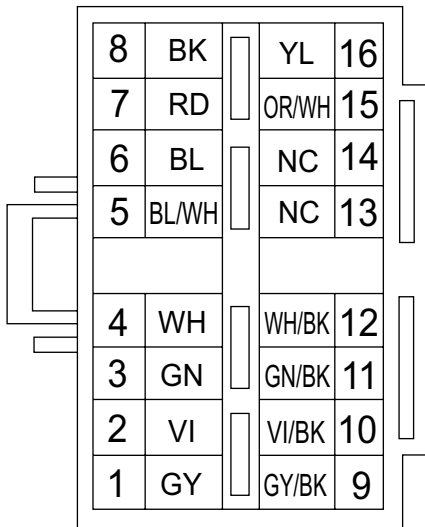 8 BK YL 16
7 RD OR/WH 15
6 BL NC 14
5 BL/WH NC 13
4 WH WH/BK 12
3 GN GN/BK 11
2 VI VI/BK 10
1 GY GY/BK 9